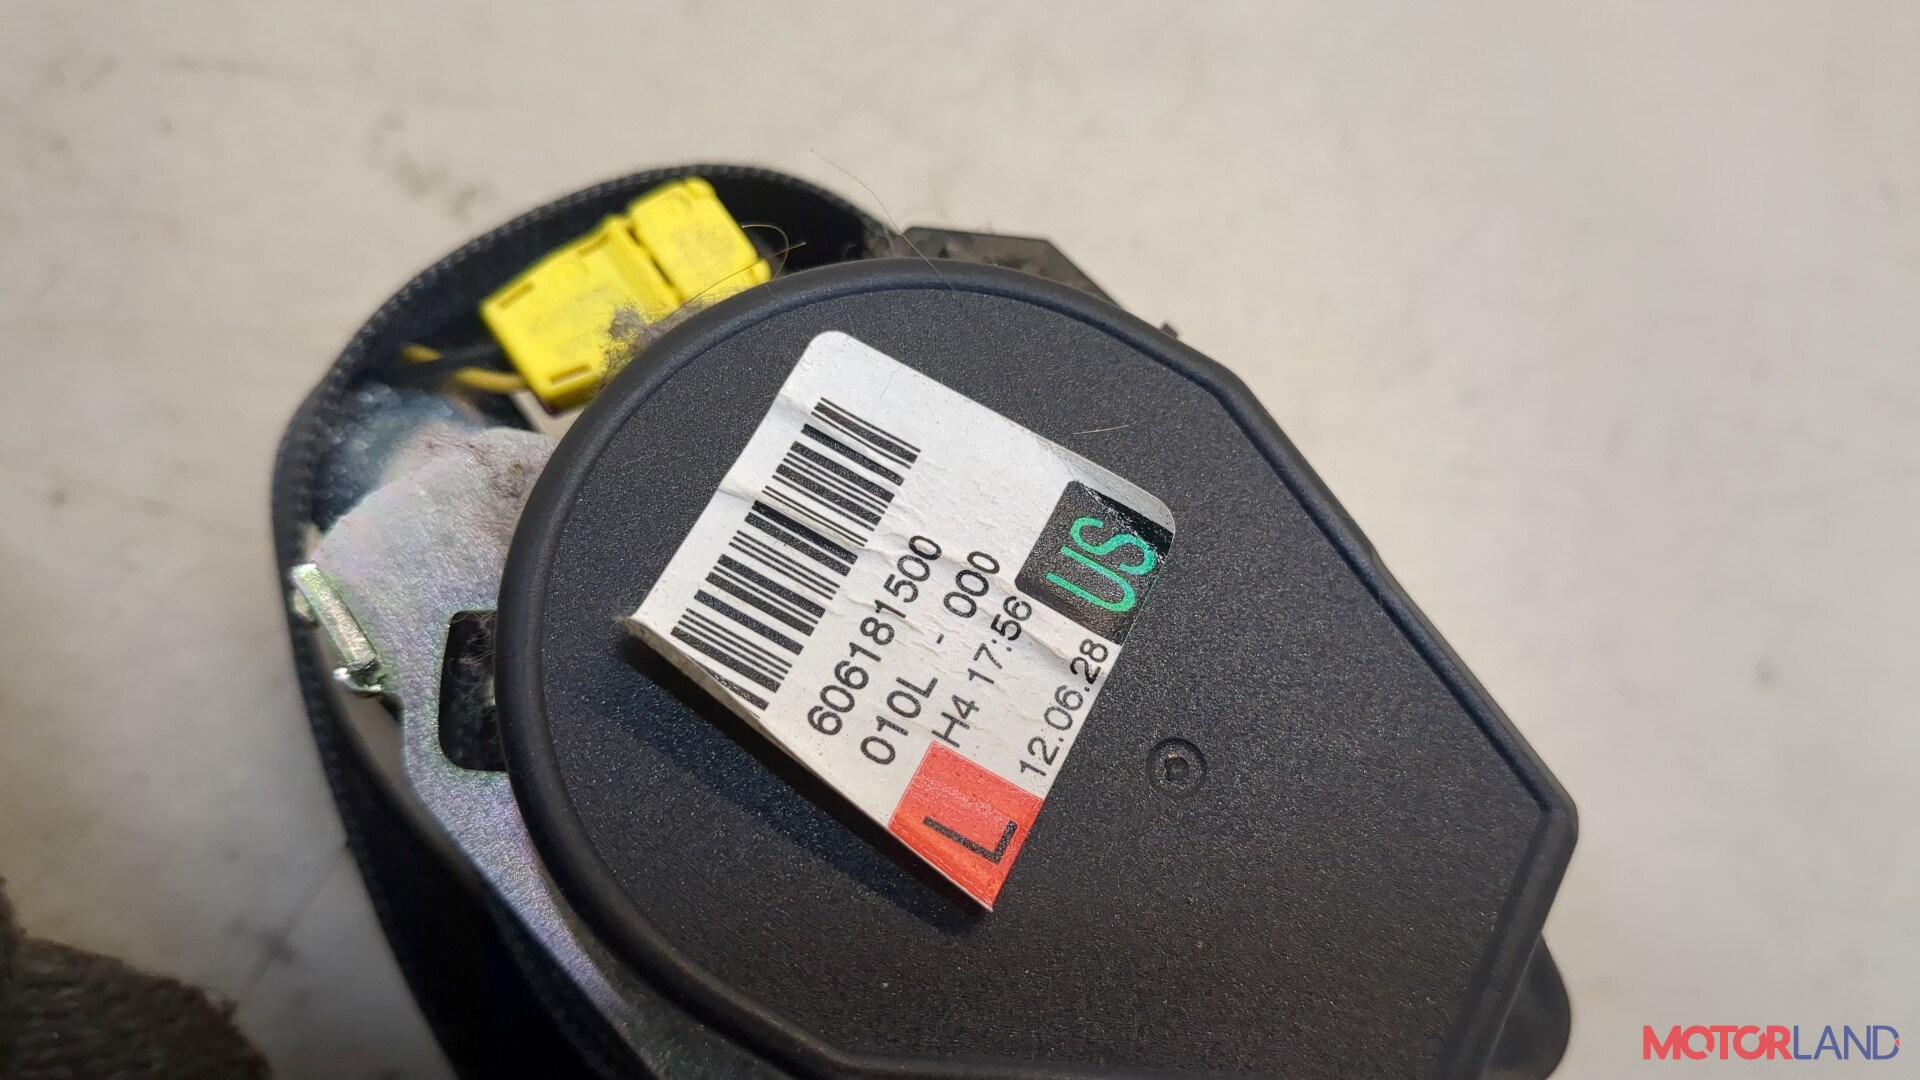 606181500
010L - 000
H4 17:56
12.06.28
US
L
MOTORLAND